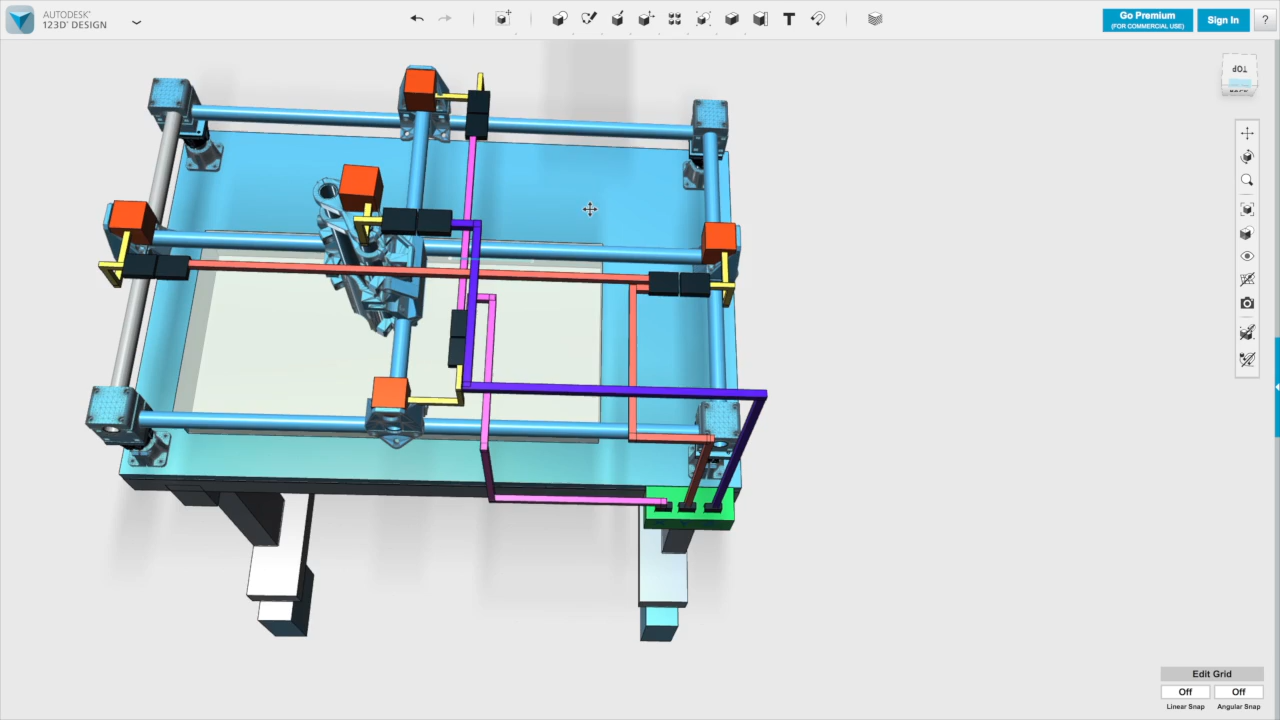 AUTODESK®
123D® DESIGN
Go Premium
(FOR COMMERCIAL USE)
Sign In
?
TOP
Edit Grid
Off
Off
Linear Snap
Angular Snap